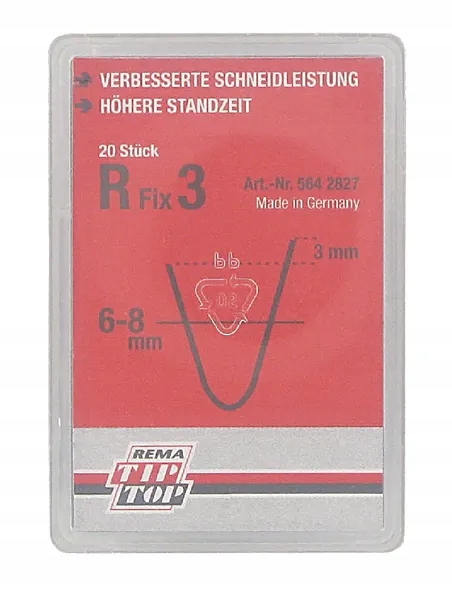 VERBESSERTE SCHNEIDLEISTUNG
HÖHERE STANDZEIT
20 Stück
R Fix 3
Art.-Nr. 564 2827
Made in Germany
3 mm
6-8
mm
REMA
TIP
TOP